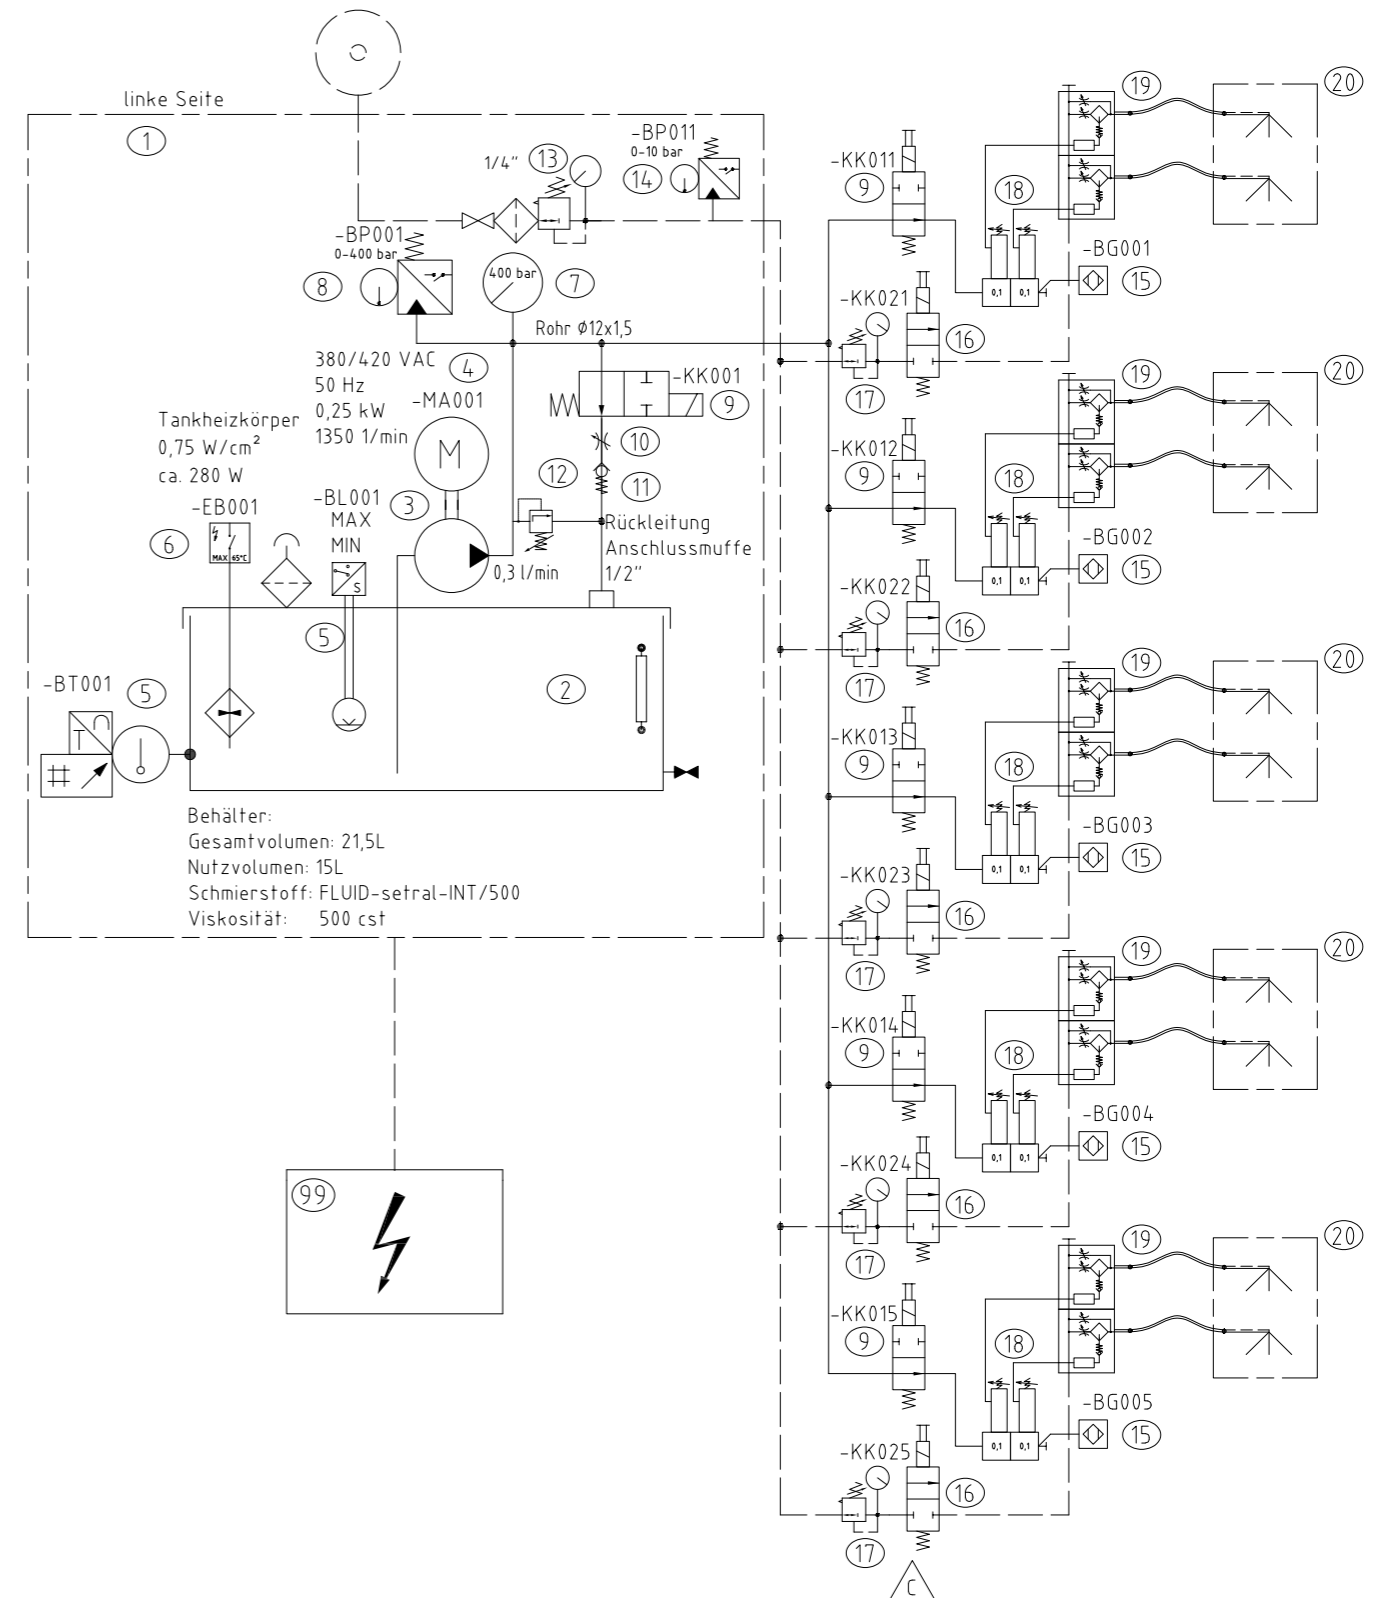 linke Seite
1
1/4"
13
-BP011
0-10 bar
14
-BP001
0-400 bar
8
400 bar
7
Rohr Ø12x1,5
380/420 VAC
50 Hz
0,25 kW
1350 1/min
4
-MA001
M
3
-KK001
9
10
11
12
Tankheizkörper
0,75 W/cm²
ca. 280 W
-EB001
6
MAX 65°C
-BL001
MAX
MIN
S
5
0,3 l/min
Rückleitung
Anschlussmuffe
1/2"
2
-BT001
5
T
Behälter:
Gesamtvolumen: 21,5L
Nutzvolumen: 15L
Schmierstoff: FLUID-setral-INT/500
Viskosität: 500 cst
99
-KK011
9
18
19
20
0,1 0,1
-BG001
15
-KK021
16
17
-KK012
9
18
19
20
0,1 0,1
-BG002
15
-KK022
16
17
-KK013
9
18
19
20
0,1 0,1
-BG003
15
-KK023
16
17
-KK014
9
18
19
20
0,1 0,1
-BG004
15
-KK024
16
17
-KK015
9
18
19
20
0,1 0,1
-BG005
15
-KK025
16
17
C